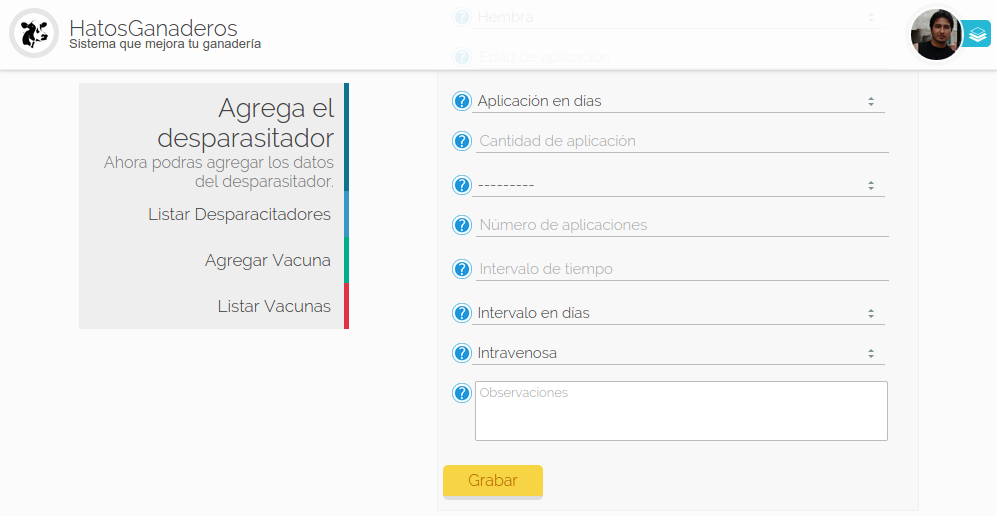 HatosGanaderos
Sistema que mejora tu ganadería
Agrega el
desparasitador
Ahora podras agregar los datos
del desparasitador.
Listar Desparacitadores
Agregar Vacuna
Listar Vacunas
? Hembra
? Edad de aplicación
? Aplicación en días
? Cantidad de aplicación
? ---------
? Número de aplicaciones
? Intervalo de tiempo
? Intervalo en días
? Intravenosa
? Observaciones
Grabar